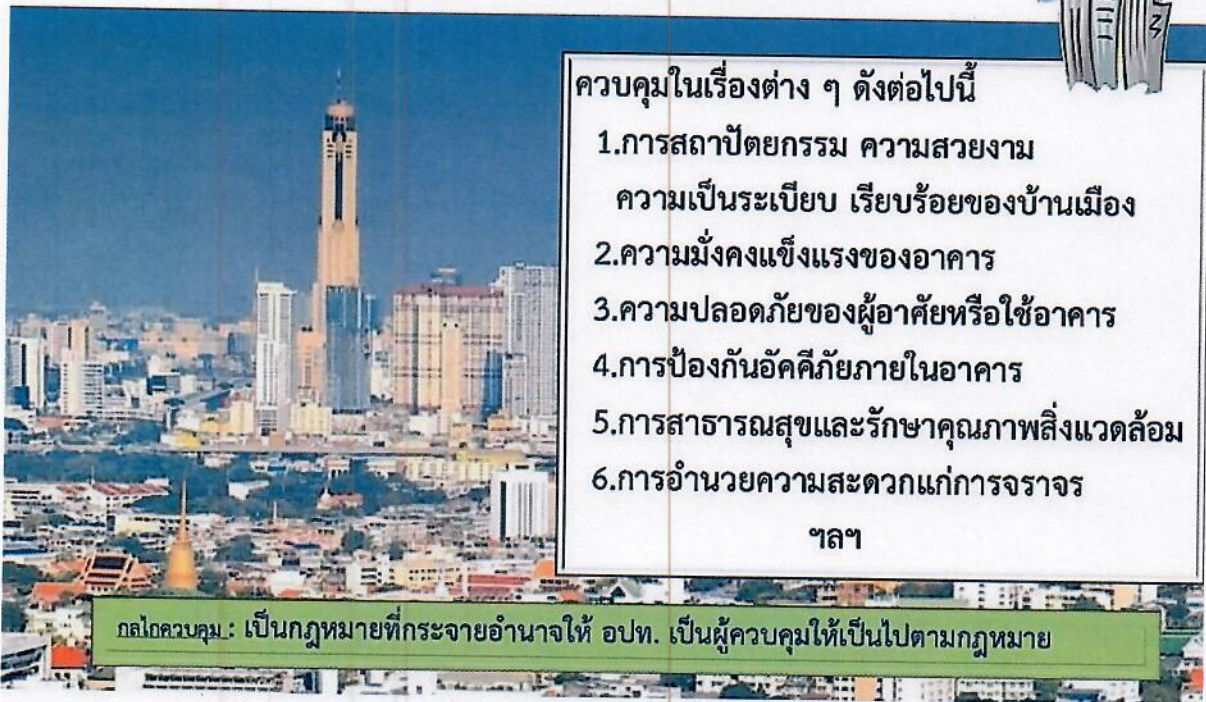 ควบคุมในเรื่องต่าง ๆ ดังต่อไปนี้
1.การสถาปัตยกรรม ความสวยงาม
ความเป็นระเบียบ เรียบร้อยของบ้านเมือง
2.ความมั่งคงแข็งแรงของอาคาร
3.ความปลอดภัยของผู้อาศัยหรือใช้อาคาร
4.การป้องกันอัคคีภัยภายในอาคาร
5.การสาธารณสุขและรักษาคุณภาพสิ่งแวดล้อม
6.การอำนวยความสะดวกแก่การจราจร
ฯลฯ
กลไกควบคุม : เป็นกฎหมายที่กระจายอำนาจให้ อปท. เป็นผู้ควบคุมให้เป็นไปตามกฎหมาย